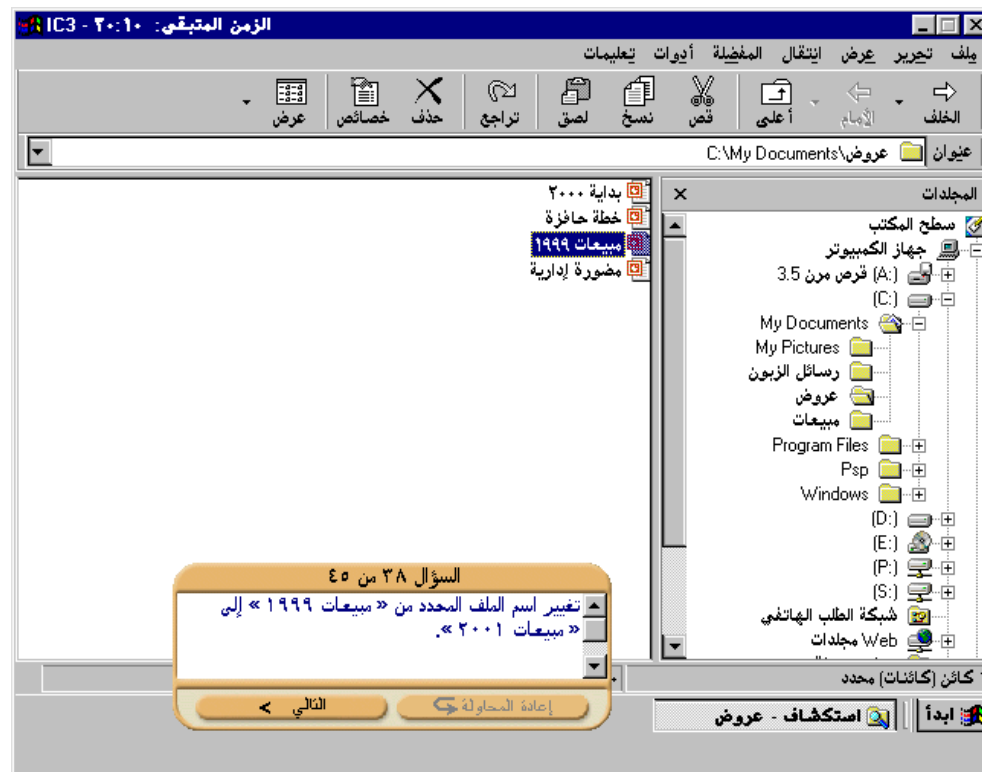 الزمن المتبقي: ٢٠:١٠ - IC3
ملف تحرير عرض انتقال المفضلة أدوات تعليمات
الخلف الأمام أعلى قص نسخ لصق تراجع حذف خصائص عرض
عنوان C:\My Documents\عروض
المجلدات
سطح المكتب
جهاز الكمبيوتر
قرص مرن 3.5 (A:)
(C:)
My Documents
My Pictures
رسائل الزبون
عروض
مبيعات
Program Files
Psp
Windows
(D:)
(E:)
(P:)
(S:)
شبكة الطلب الهاتفي
مجلدات Web
بداية ٢٠٠٠
خطة حافزة
مبيعات ١٩٩٩
مضورة إدارية
السؤال ٣٨ من ٤٥
تغيير اسم الملف المحدد من « مبيعات ١٩٩٩ » إلى
« مبيعات ٢٠٠١ ».
إعادة المحاولة
التالي >
كائن (كائنات) محدد
ابدأ
استكشاف - عروض